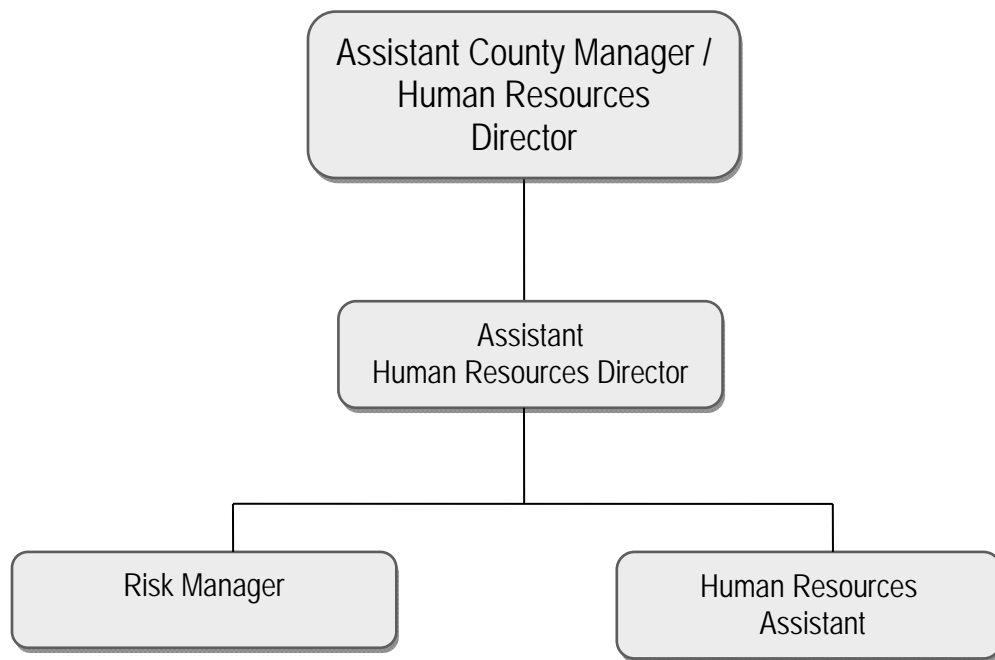 Assistant County Manager /
Human Resources
Director
Assistant
Human Resources Director
Risk Manager
Human Resources
Assistant